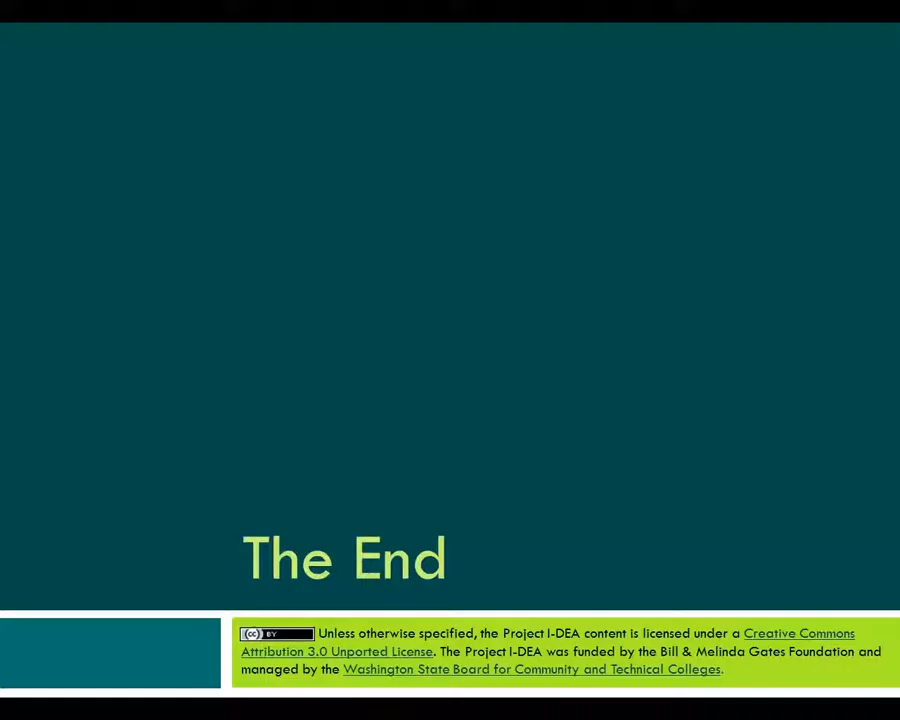 The End
(cc) BY Unless otherwise specified, the Project I-DEA content is licensed under a Creative Commons
Attribution 3.0 Unported License. The Project I-DEA was funded by the Bill & Melinda Gates Foundation and
managed by the Washington State Board for Community and Technical Colleges.